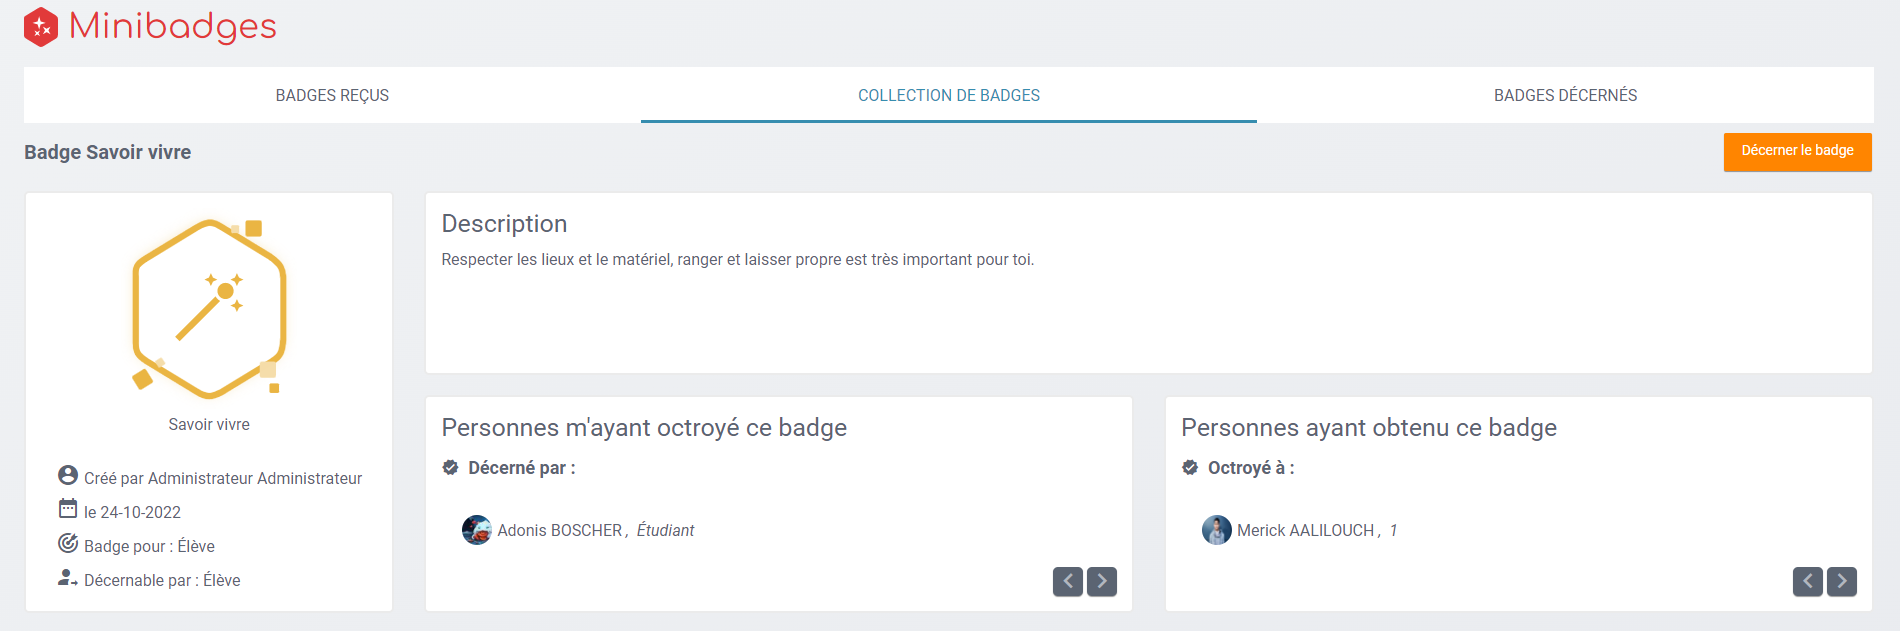 Minibadges
BADGES REÇUS
COLLECTION DE BADGES
BADGES DÉCERNÉS
Badge Savoir vivre
Décerner le badge
Savoir vivre
Créé par Administrateur Administrateur
le 24-10-2022
Badge pour : Élève
Décernable par : Élève
Description
Respecter les lieux et le matériel, ranger et laisser propre est très important pour toi.
Personnes m'ayant octroyé ce badge
Décerné par :
Adonis BOSCHER , Étudiant
Personnes ayant obtenu ce badge
Octroyé à :
Merick AALILOUCH , 1